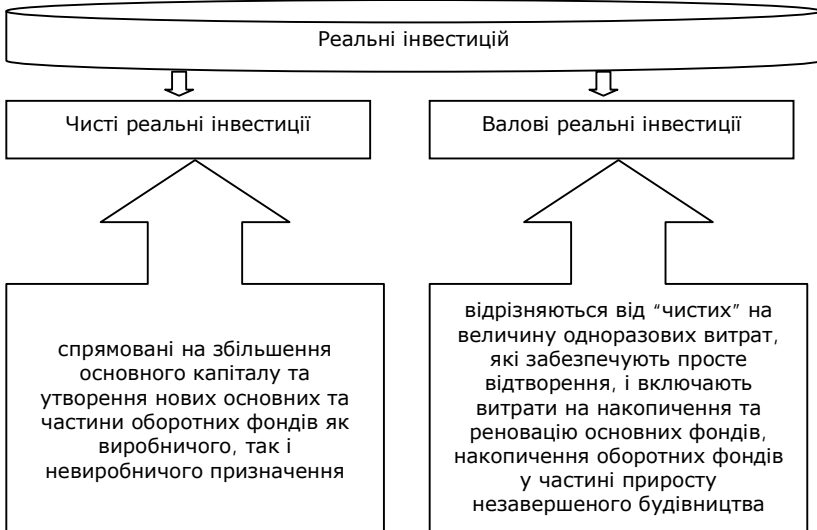 Реальні інвестицій
Чисті реальні інвестиції
Валові реальні інвестиції
спрямовані на збільшення
основного капіталу та
утворення нових основних та
частини оборотних фондів як
виробничого, так і
невиробничого призначення
відрізняються від “чистих” на
величину одноразових витрат,
які забезпечують просте
відтворення, і включають
витрати на накопичення та
реновацію основних фондів,
накопичення оборотних фондів
у частині приросту
незавершеного будівництва